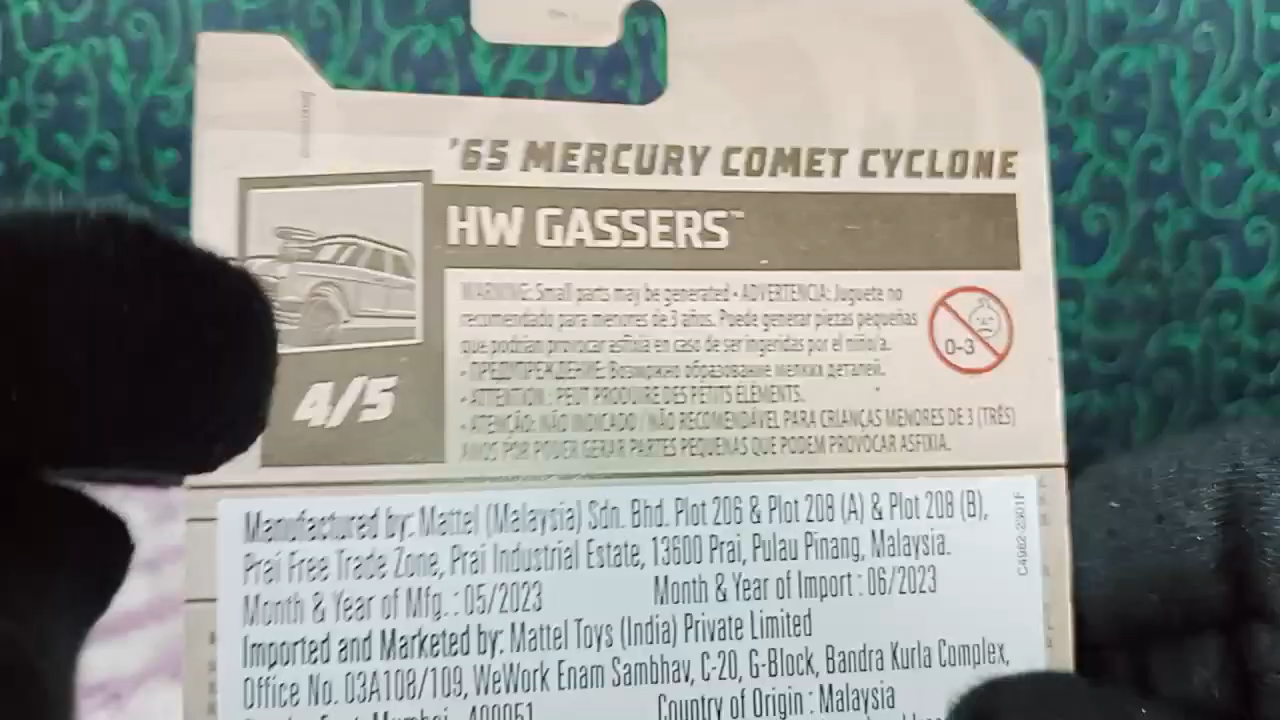 '65 MERCURY COMET CYCLONE
HW GASSERS™
WARNING: Small parts may be generated • ADVERTENCIA: Juguete no
recomendado para menores de 3 años. Puede generar piezas pequeñas
que podrían provocar asfixia en caso de ser ingeridas por el niño/a.
• ПРЕДУПРЕЖДЕНИЕ: Возможно образование мелких деталей.
• ATTENTION : PEUT PRODUIRE DES PETITS ÉLÉMENTS.
• ATENÇÃO: NÃO INDICADO / NÃO RECOMENDÁVEL PARA CRIANÇAS MENORES DE 3 (TRÊS)
ANOS POR PODER GERAR PARTES PEQUENAS QUE PODEM PROVOCAR ASFIXIA.
0-3
4/5
Manufactured by: Mattel (Malaysia) Sdn. Bhd. Plot 206 & Plot 208 (A) & Plot 208 (B),
Prai Free Trade Zone, Prai Industrial Estate, 13600 Prai, Pulau Pinang, Malaysia.
Month & Year of Mfg. : 05/2023 Month & Year of Import : 06/2023
Imported and Marketed by: Mattel Toys (India) Private Limited
Office No. 03A108/109, WeWork Enam Sambhav, C-20, G-Block, Bandra Kurla Complex,
Mumbai 400051 Country of Origin : Malaysia